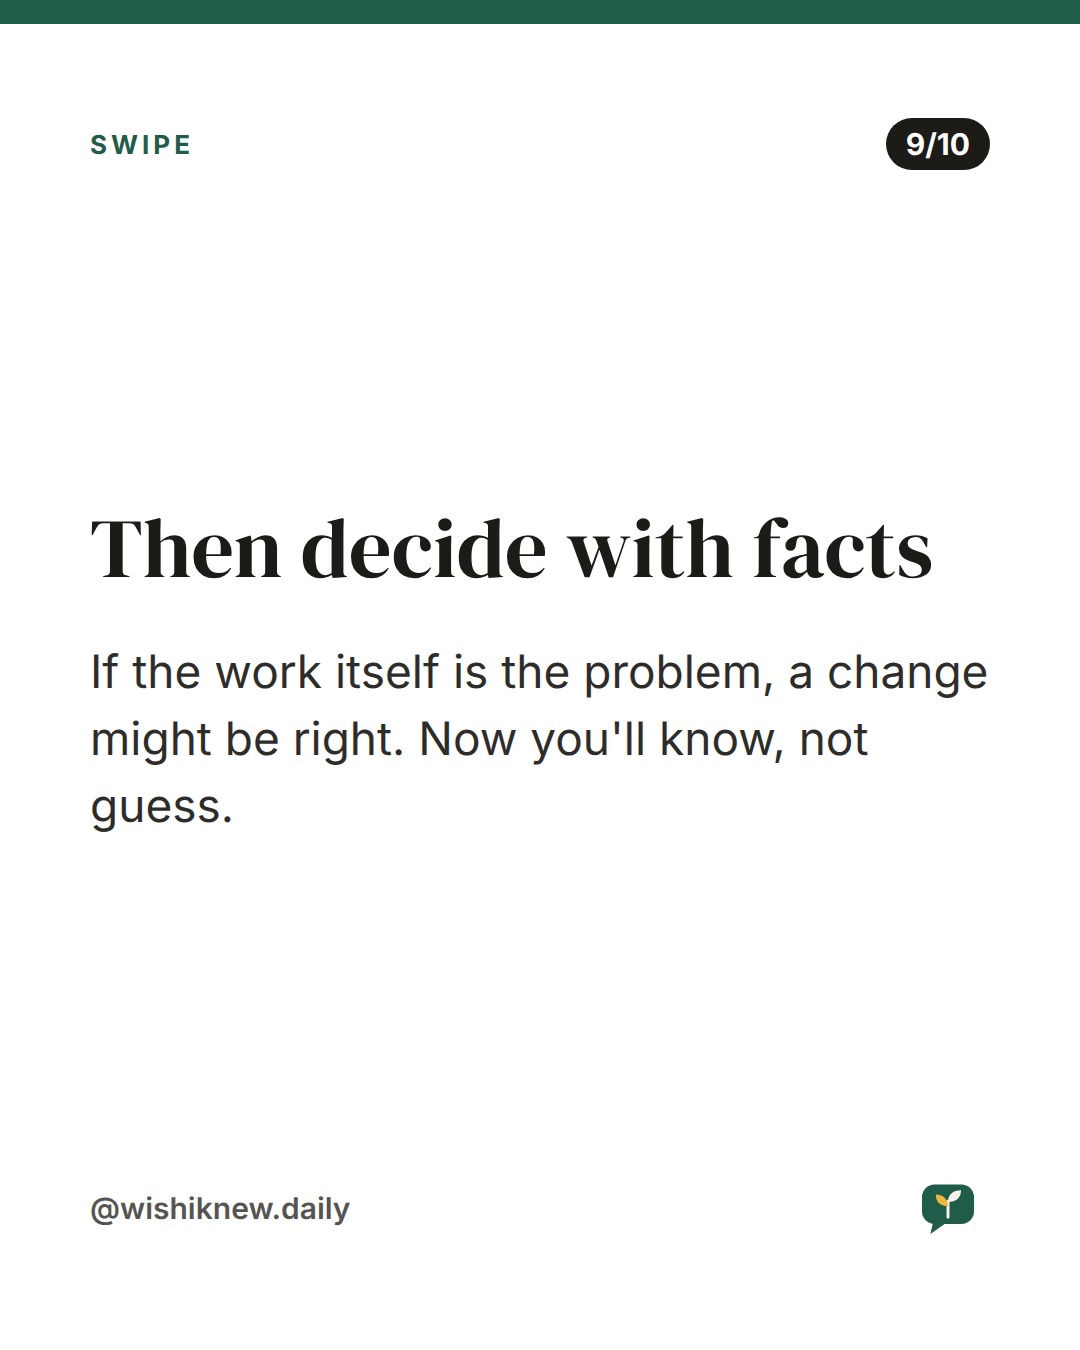 SWIPE
9/10
Then decide with facts
If the work itself is the problem, a change
might be right. Now you'll know, not
guess.
@wishiknew.daily